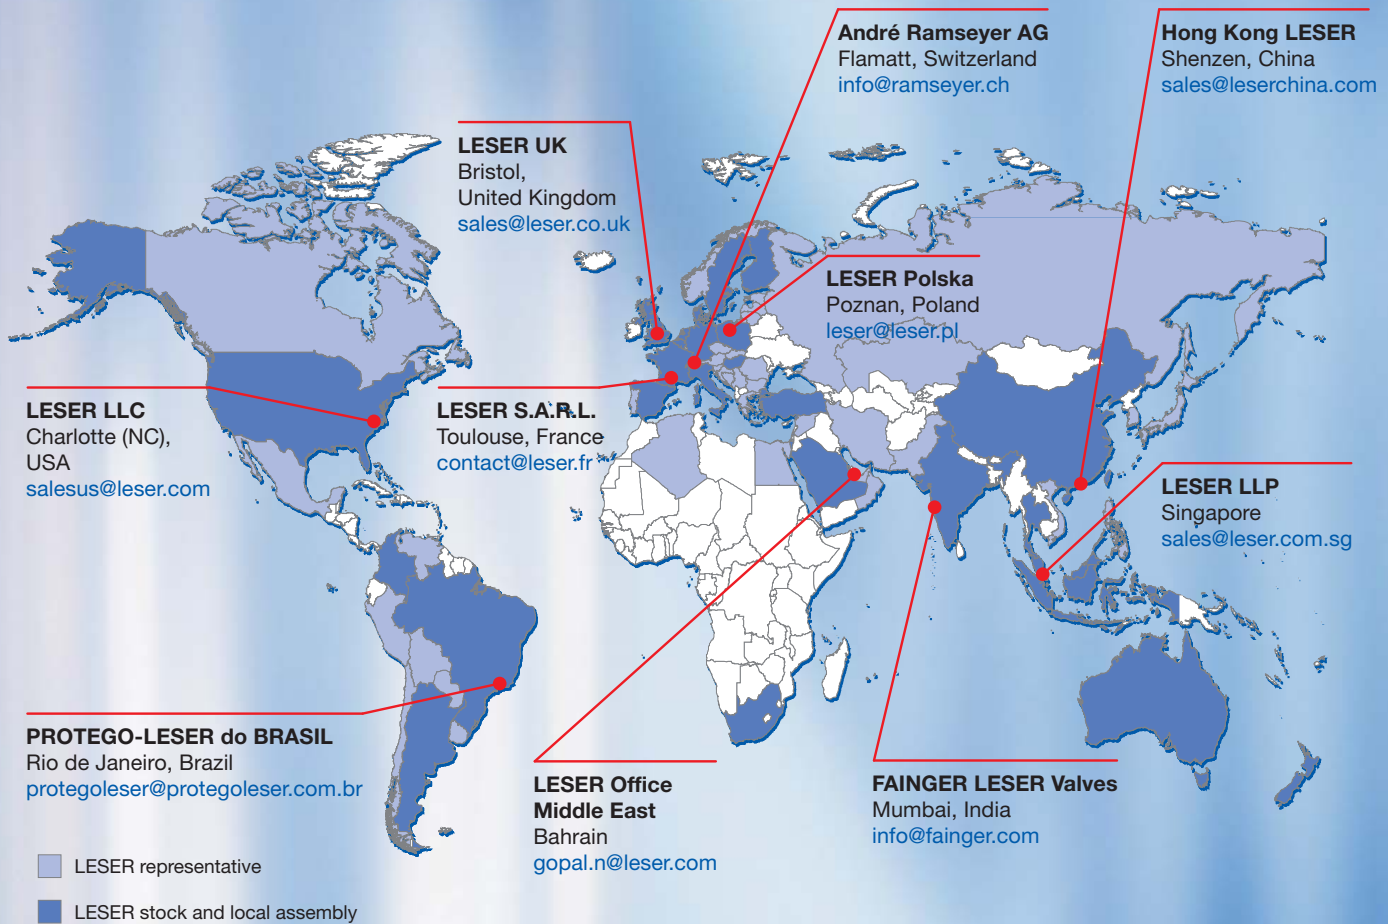 André Ramseyer AG
Flamatt, Switzerland
info@ramseyer.ch
Hong Kong LESER
Shenzen, China
sales@leserchina.com
LESER UK
Bristol,
United Kingdom
sales@leser.co.uk
LESER Polska
Poznan, Poland
leser@leser.pl
LESER LLC
Charlotte (NC),
USA
salesus@leser.com
LESER S.A.R.L.
Toulouse, France
contact@leser.fr
LESER LLP
Singapore
sales@leser.com.sg
PROTEGO-LESER do BRASIL
Rio de Janeiro, Brazil
protegoleser@protegoleser.com.br
LESER Office
Middle East
Bahrain
gopal.n@leser.com
FAINGER LESER Valves
Mumbai, India
info@fainger.com
LESER representative
LESER stock and local assembly